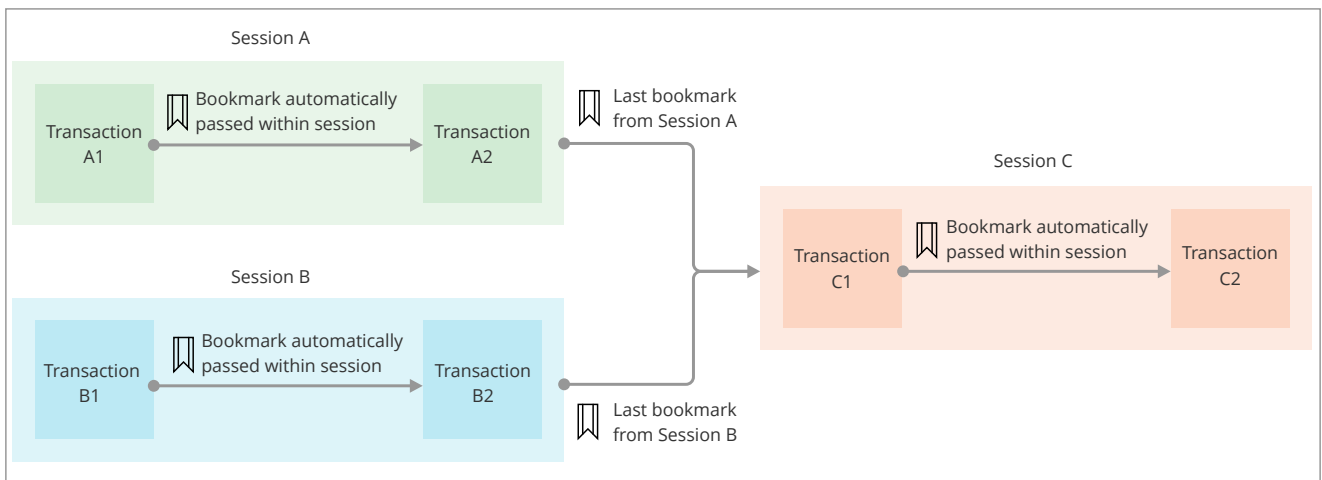 Session A
Transaction
A1
Bookmark automatically
passed within session
Transaction
A2
Last bookmark
from Session A
Session B
Transaction
B1
Bookmark automatically
passed within session
Transaction
B2
Last bookmark
from Session B
Session C
Transaction
C1
Bookmark automatically
passed within session
Transaction
C2